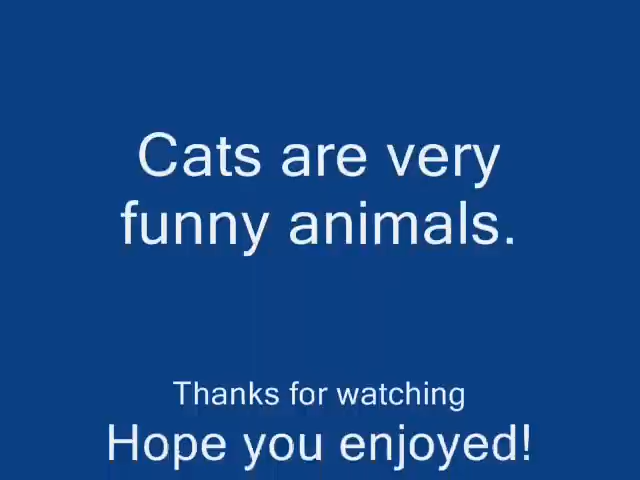 Cats are very
funny animals.
Thanks for watching
Hope you enjoyed!